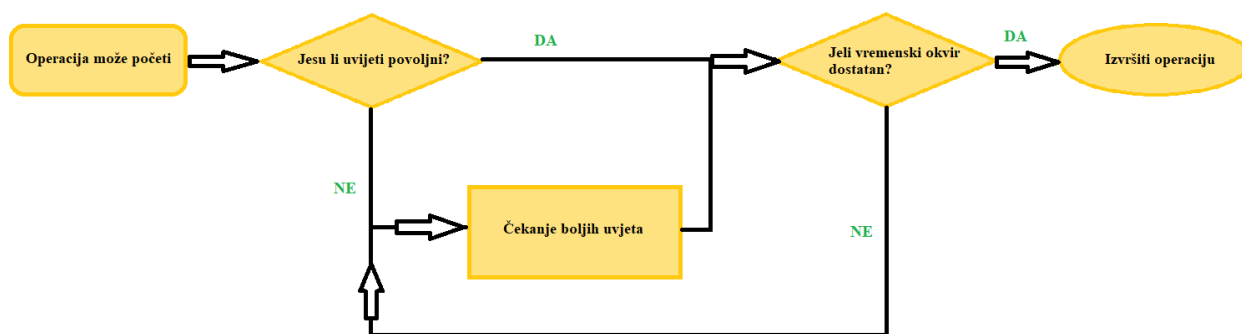 Operacija može početi
Jesu li uvijeti povoljni?
DA
Jeli vremenski okvir
dostatan?
DA
Izvršiti operaciju
NE
Čekanje boljih uvjeta
NE